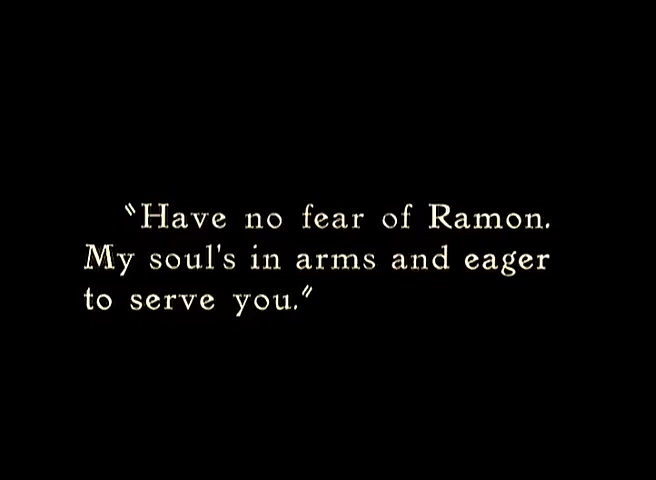 "Have no fear of Ramon.
My soul's in arms and eager
to serve you."